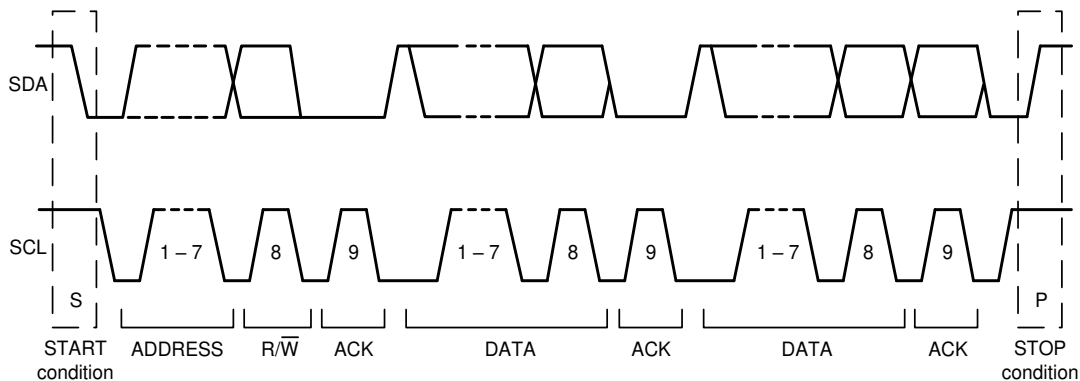 SDA
SCL
1 – 7
8
9
1 – 7
8
9
1 – 7
8
9
S
P
START
condition
ADDRESS
R/W̅
ACK
DATA
ACK
DATA
ACK
STOP
condition